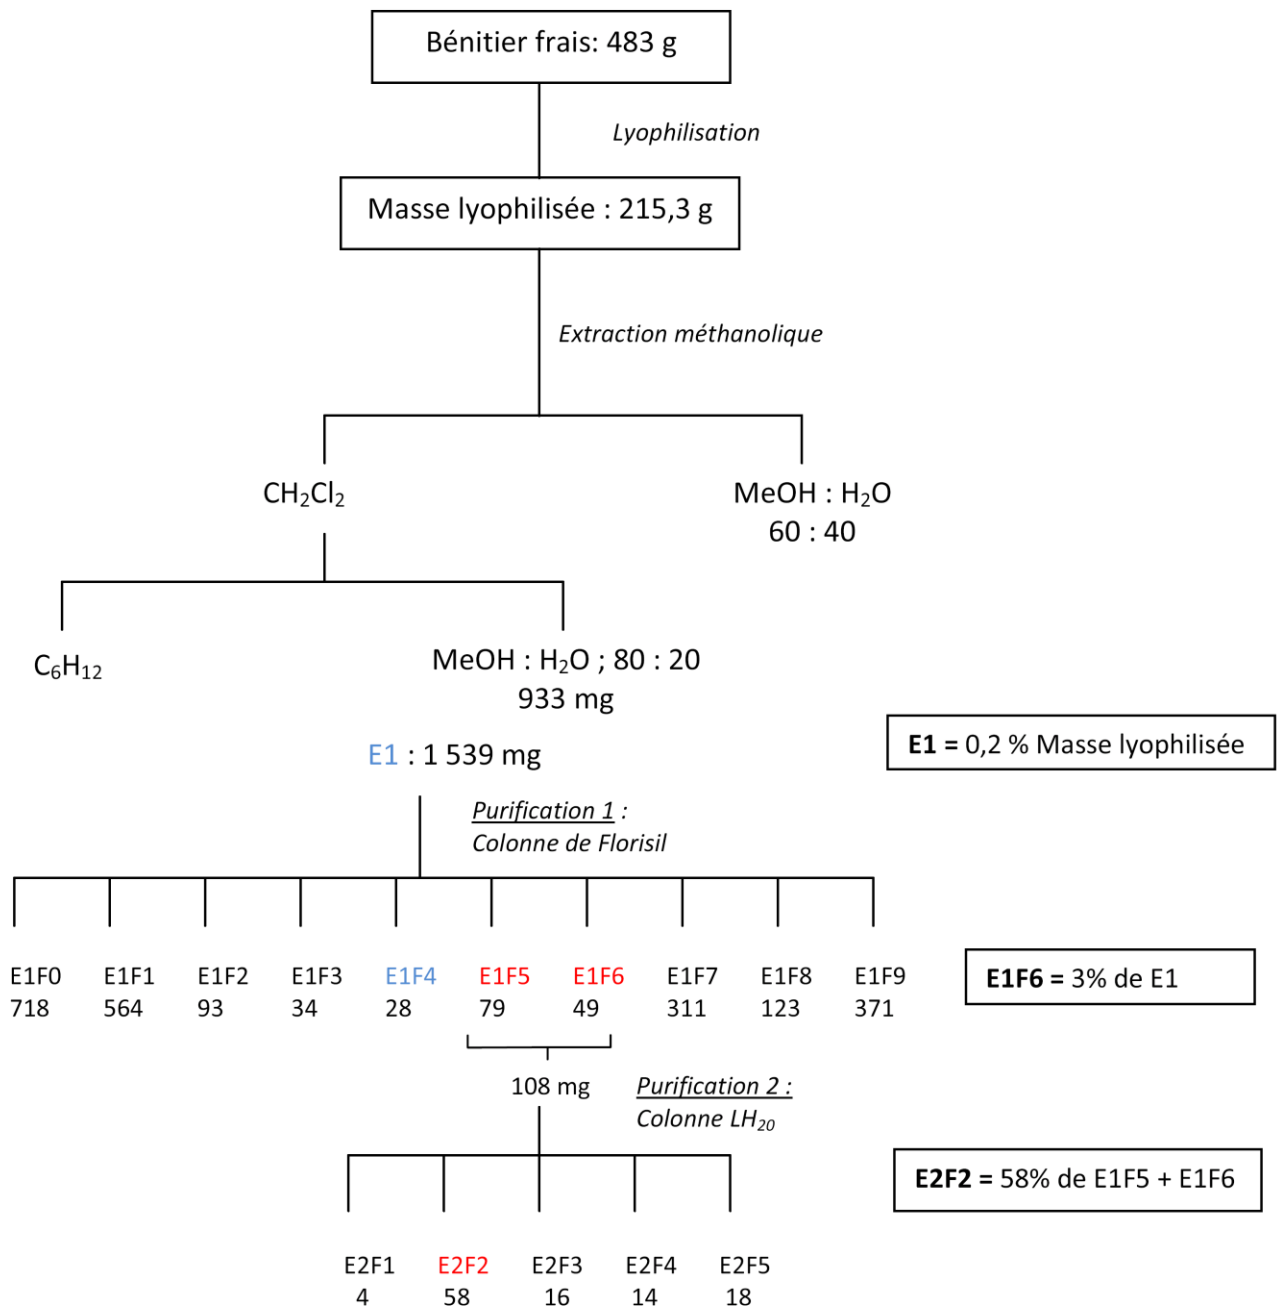 Bénitier frais: 483 g
Lyophilisation
Masse lyophilisée : 215,3 g
Extraction méthanolique
CH₂Cl₂
MeOH : H₂O
60 : 40
C₆H₁₂
MeOH : H₂O ; 80 : 20
933 mg
E1 : 1 539 mg
E1 = 0,2 % Masse lyophilisée
Purification 1 :
Colonne de Florisil
E1F0 E1F1 E1F2 E1F3 E1F4 E1F5 E1F6 E1F7 E1F8 E1F9
718 564 93 34 28 79 49 311 123 371
E1F6 = 3% de E1
108 mg
Purification 2 :
Colonne LH₂₀
E2F2 = 58% de E1F5 + E1F6
E2F1 E2F2 E2F3 E2F4 E2F5
4 58 16 14 18